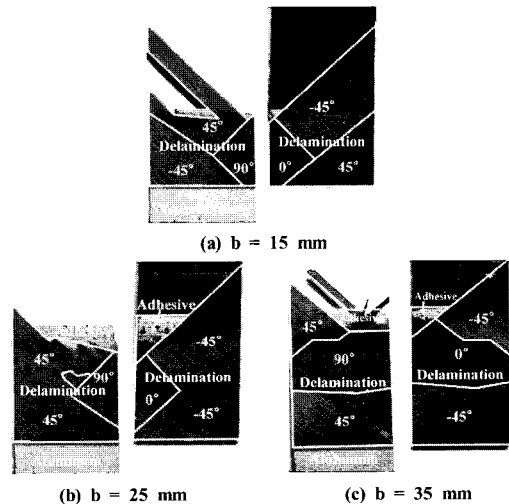 45°
-45°
Delamination
Delamination
-45°
90°
0°
45°
(a) b = 15 mm
Adhesive
45°
-45°
90°
Delamination
Delamination
0°
45°
-45°
(b) b = 25 mm
Adhesive
45°
-45°
90°
0°
Delamination
Delamination
45°
-45°
(c) b = 35 mm